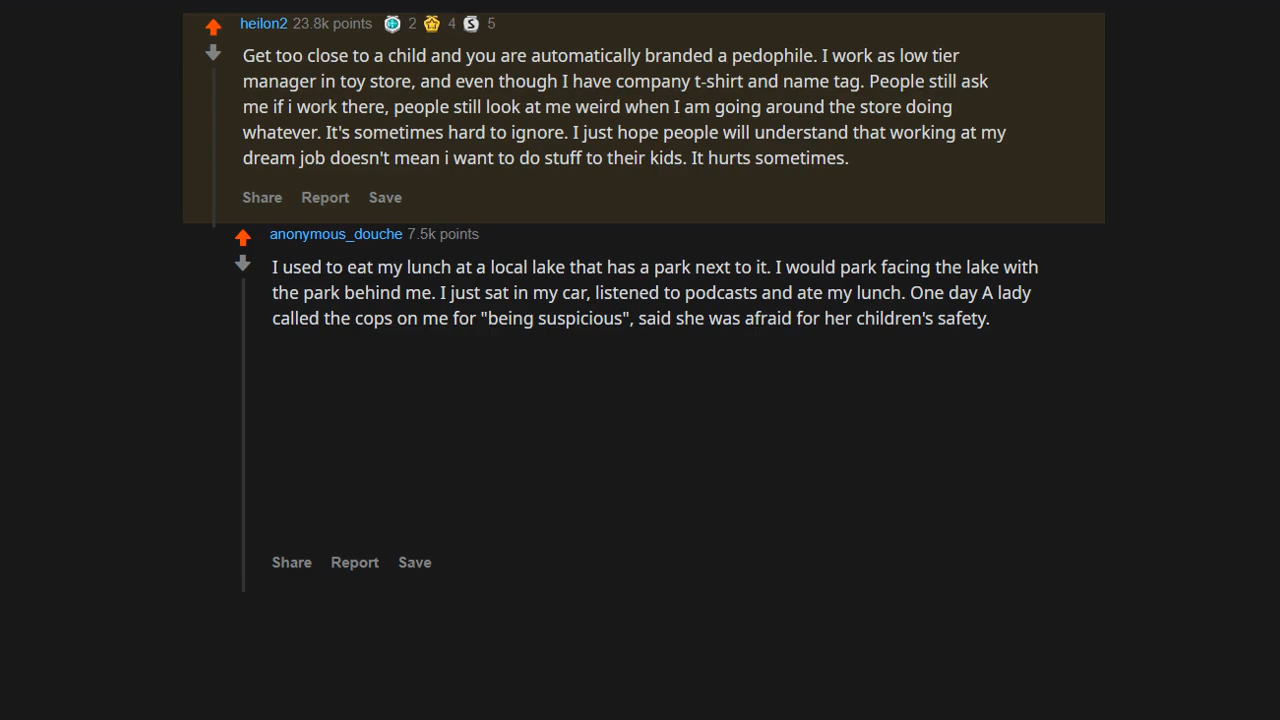 heilon2 23.8k points 2 4 S 5
Get too close to a child and you are automatically branded a pedophile. I work as low tier
manager in toy store, and even though I have company t-shirt and name tag. People still ask
me if i work there, people still look at me weird when I am going around the store doing
whatever. It's sometimes hard to ignore. I just hope people will understand that working at my
dream job doesn't mean i want to do stuff to their kids. It hurts sometimes.
Share Report Save
anonymous_douche 7.5k points
I used to eat my lunch at a local lake that has a park next to it. I would park facing the lake with
the park behind me. I just sat in my car, listened to podcasts and ate my lunch. One day A lady
called the cops on me for "being suspicious", said she was afraid for her children's safety.
Share Report Save